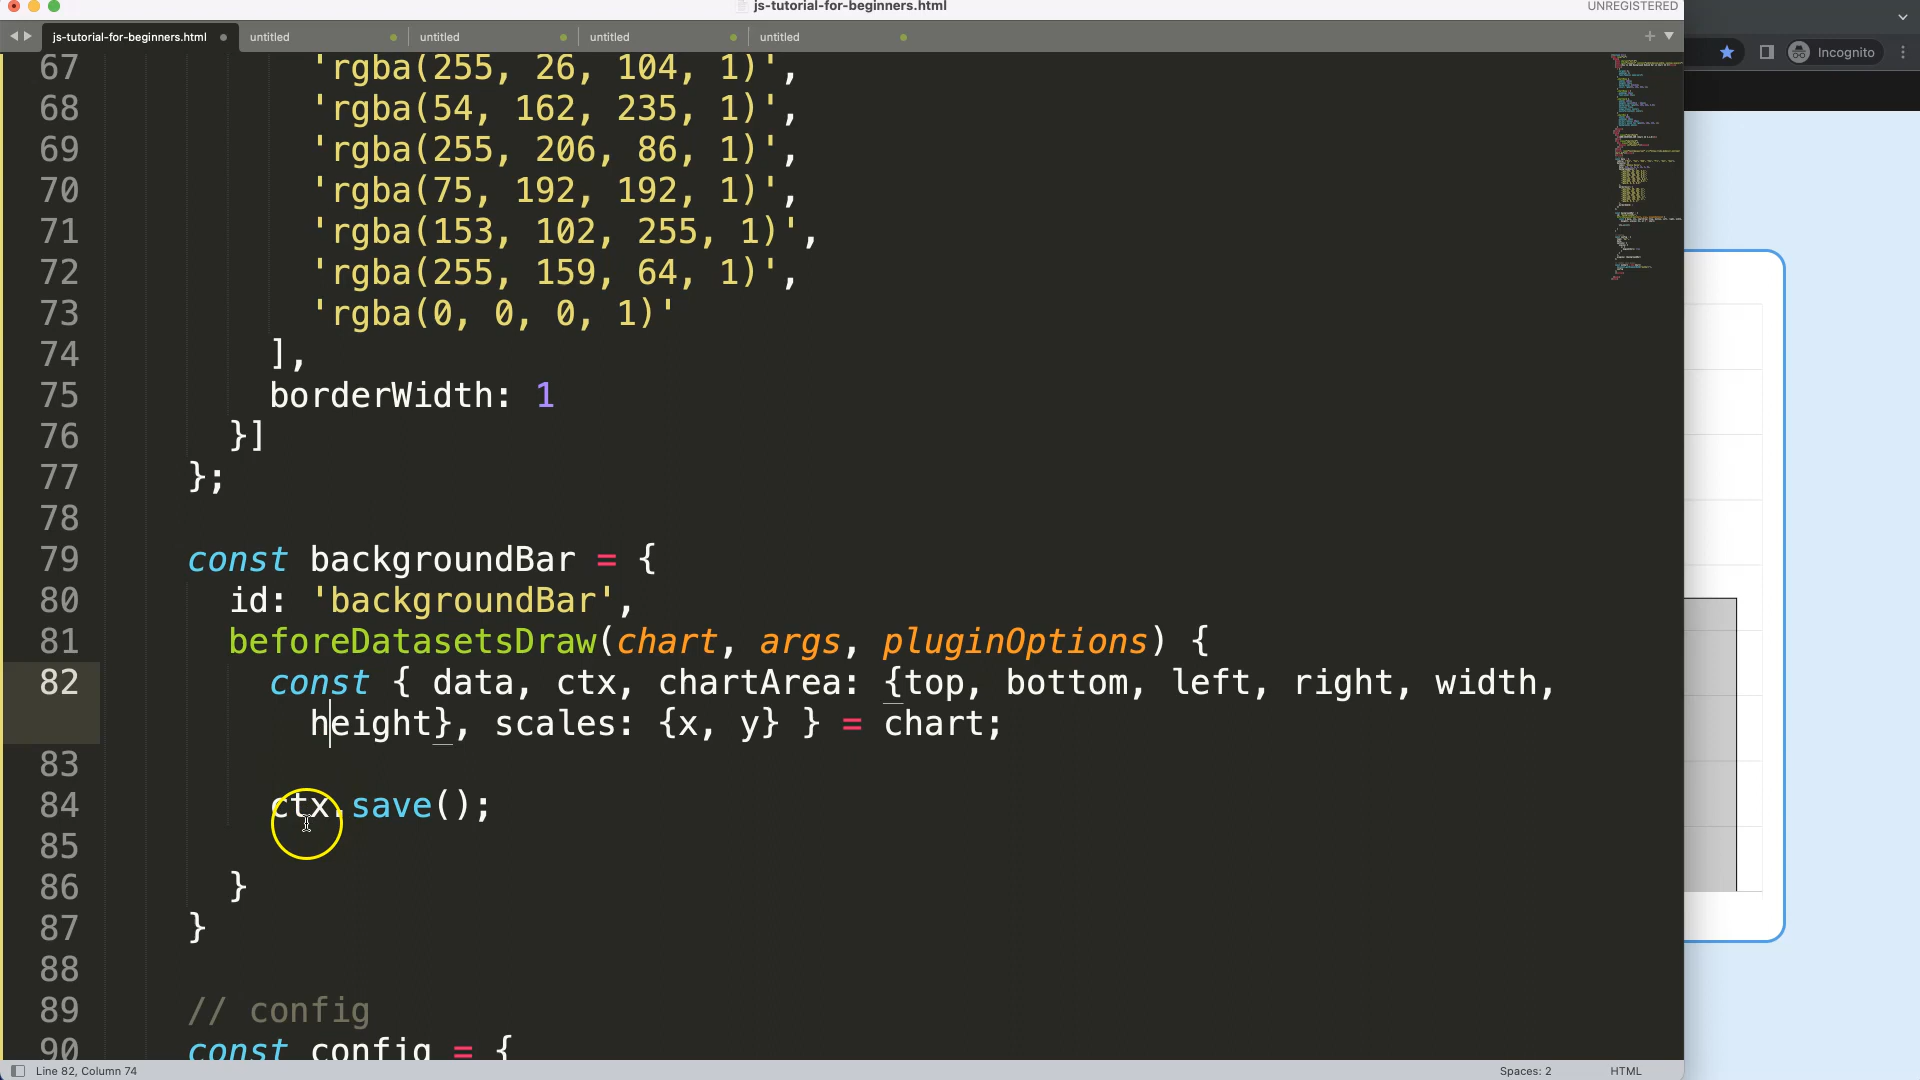 js-tutorial-for-beginners.html
UNREGISTERED
js-tutorial-for-beginners.html untitled untitled untitled untitled
Incognito
67 'rgba(255, 26, 104, 1)',
68 'rgba(54, 162, 235, 1)',
69 'rgba(255, 206, 86, 1)',
70 'rgba(75, 192, 192, 1)',
71 'rgba(153, 102, 255, 1)',
72 'rgba(255, 159, 64, 1)',
73 'rgba(0, 0, 0, 1)'
74 ],
75 borderWidth: 1
76 }]
77 };
78
79 const backgroundBar = {
80 id: 'backgroundBar',
81 beforeDatasetsDraw(chart, args, pluginOptions) {
82 const { data, ctx, chartArea: {top, bottom, left, right, width,
height}, scales: {x, y} } = chart;
83
84 ctx.save();
85
86 }
87 }
88
89 // config
90 const config = {
Line 82, Column 74
Spaces: 2
HTML